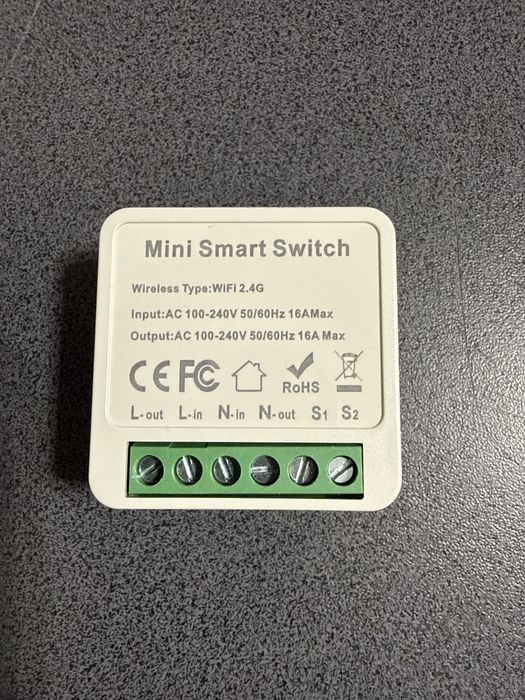 Mini Smart Switch
Wireless Type:WiFi 2.4G
Input:AC 100-240V 50/60Hz 16AMax
Output:AC 100-240V 50/60Hz 16A Max
CE FC RoHS
L-out L-in N-in N-out S1 S2